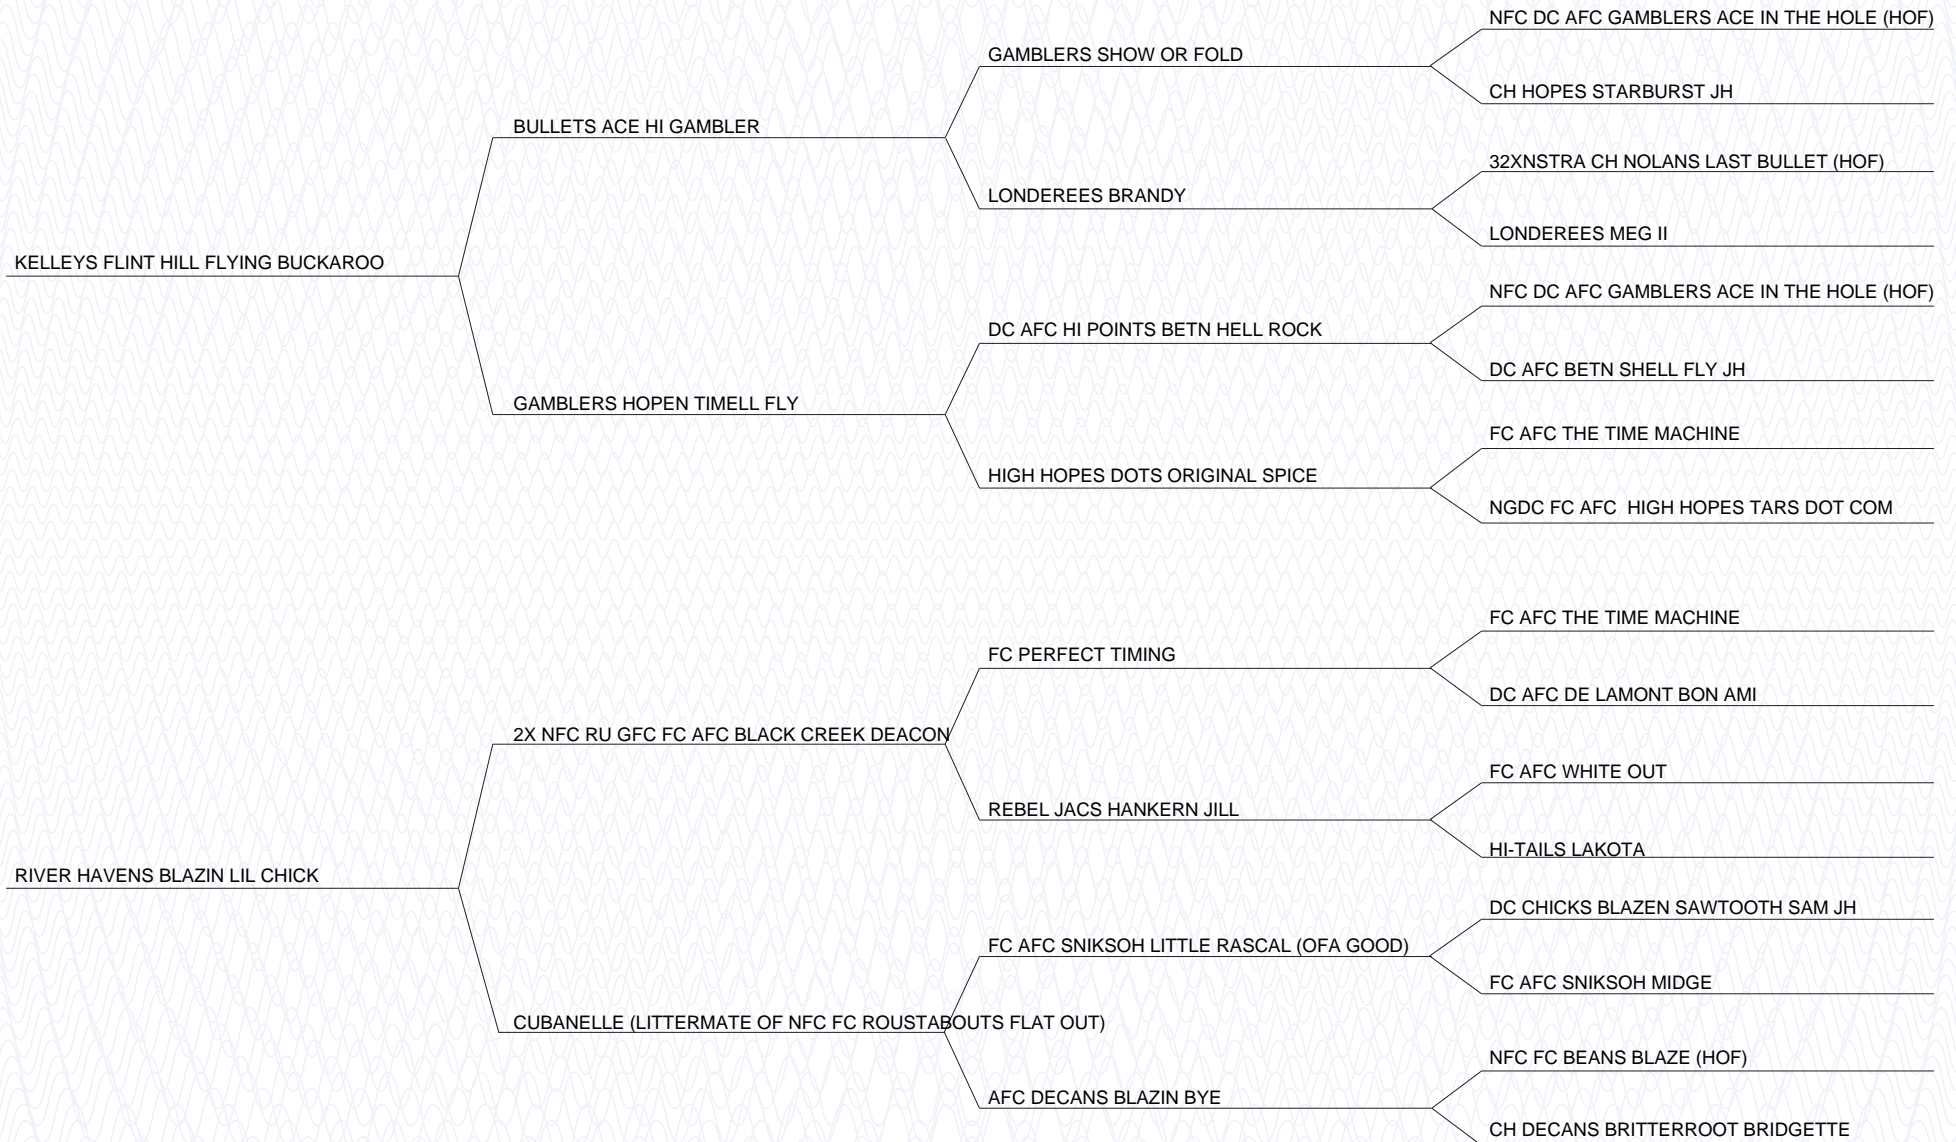 NFC DC AFC GAMBLERS ACE IN THE HOLE (HOF)
GAMBLERS SHOW OR FOLD
CH HOPES STARBURST JH
BULLETS ACE HI GAMBLER
32XNSTRA CH NOLANS LAST BULLET (HOF)
LONDEREES BRANDY
LONDEREES MEG II
KELLEYS FLINT HILL FLYING BUCKAROO
NFC DC AFC GAMBLERS ACE IN THE HOLE (HOF)
DC AFC HI POINTS BETN HELL ROCK
DC AFC BETN SHELL FLY JH
GAMBLERS HOPEN TIMELL FLY
FC AFC THE TIME MACHINE
HIGH HOPES DOTS ORIGINAL SPICE
NGDC FC AFC  HIGH HOPES TARS DOT COM
FC AFC THE TIME MACHINE
FC PERFECT TIMING
DC AFC DE LAMONT BON AMI
2X NFC RU GFC FC AFC BLACK CREEK DEACON
FC AFC WHITE OUT
REBEL JACS HANKERN JILL
HI-TAILS LAKOTA
RIVER HAVENS BLAZIN LIL CHICK
DC CHICKS BLAZEN SAWTOOTH SAM JH
FC AFC SNIKSOH LITTLE RASCAL (OFA GOOD)
FC AFC SNIKSOH MIDGE
CUBANELLE (LITTERMATE OF NFC FC ROUSTABOUTS FLAT OUT)
NFC FC BEANS BLAZE (HOF)
AFC DECANS BLAZIN BYE
CH DECANS BRITTERROOT BRIDGETTE